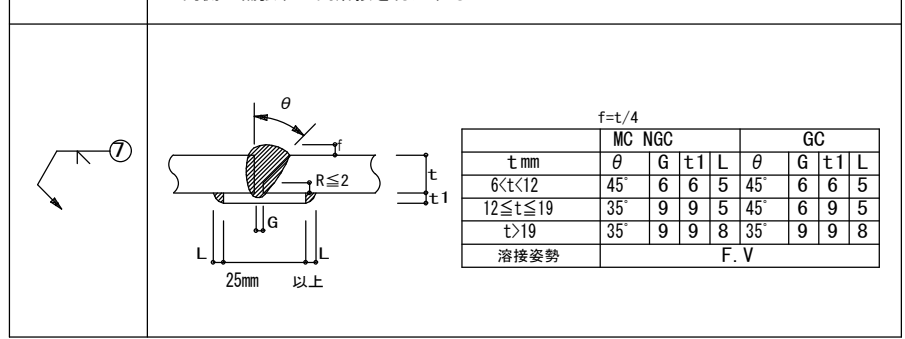 ⑦
θ
f
t
R≦2
t1
G
L
L
25mm 以上
f=t/4
MC NGC GC
t mm θ G t1 L θ G t1 L
6<t<12 45° 6 6 5 45° 6 6 5
12≦t≦19 35° 9 9 5 45° 6 9 5
t>19 35° 9 9 8 35° 9 9 8
溶接姿勢 F.V